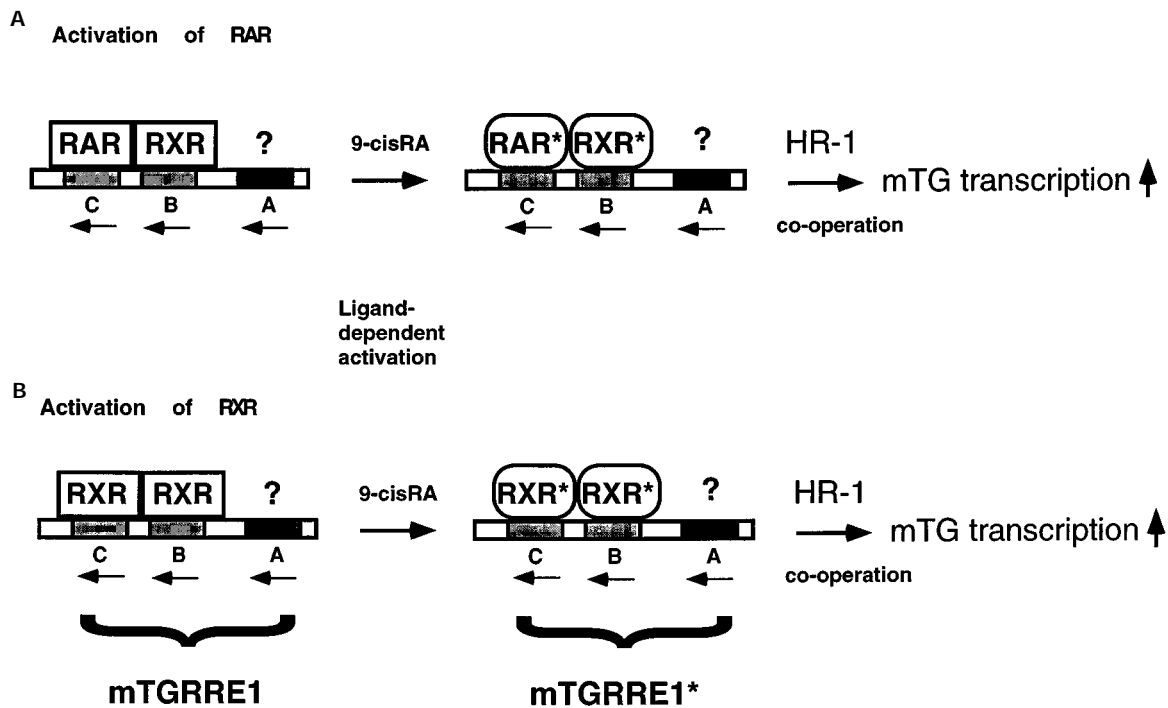 A
Activation of RAR
RAR RXR ? 9-cisRA RAR* RXR* ? HR-1
mTG transcription
C B A C B A co-operation
Ligand-
dependent
activation
B
Activation of RXR
RXR RXR ? 9-cisRA RXR* RXR* ? HR-1
mTG transcription
C B A C B A co-operation
mTGRRE1 mTGRRE1*